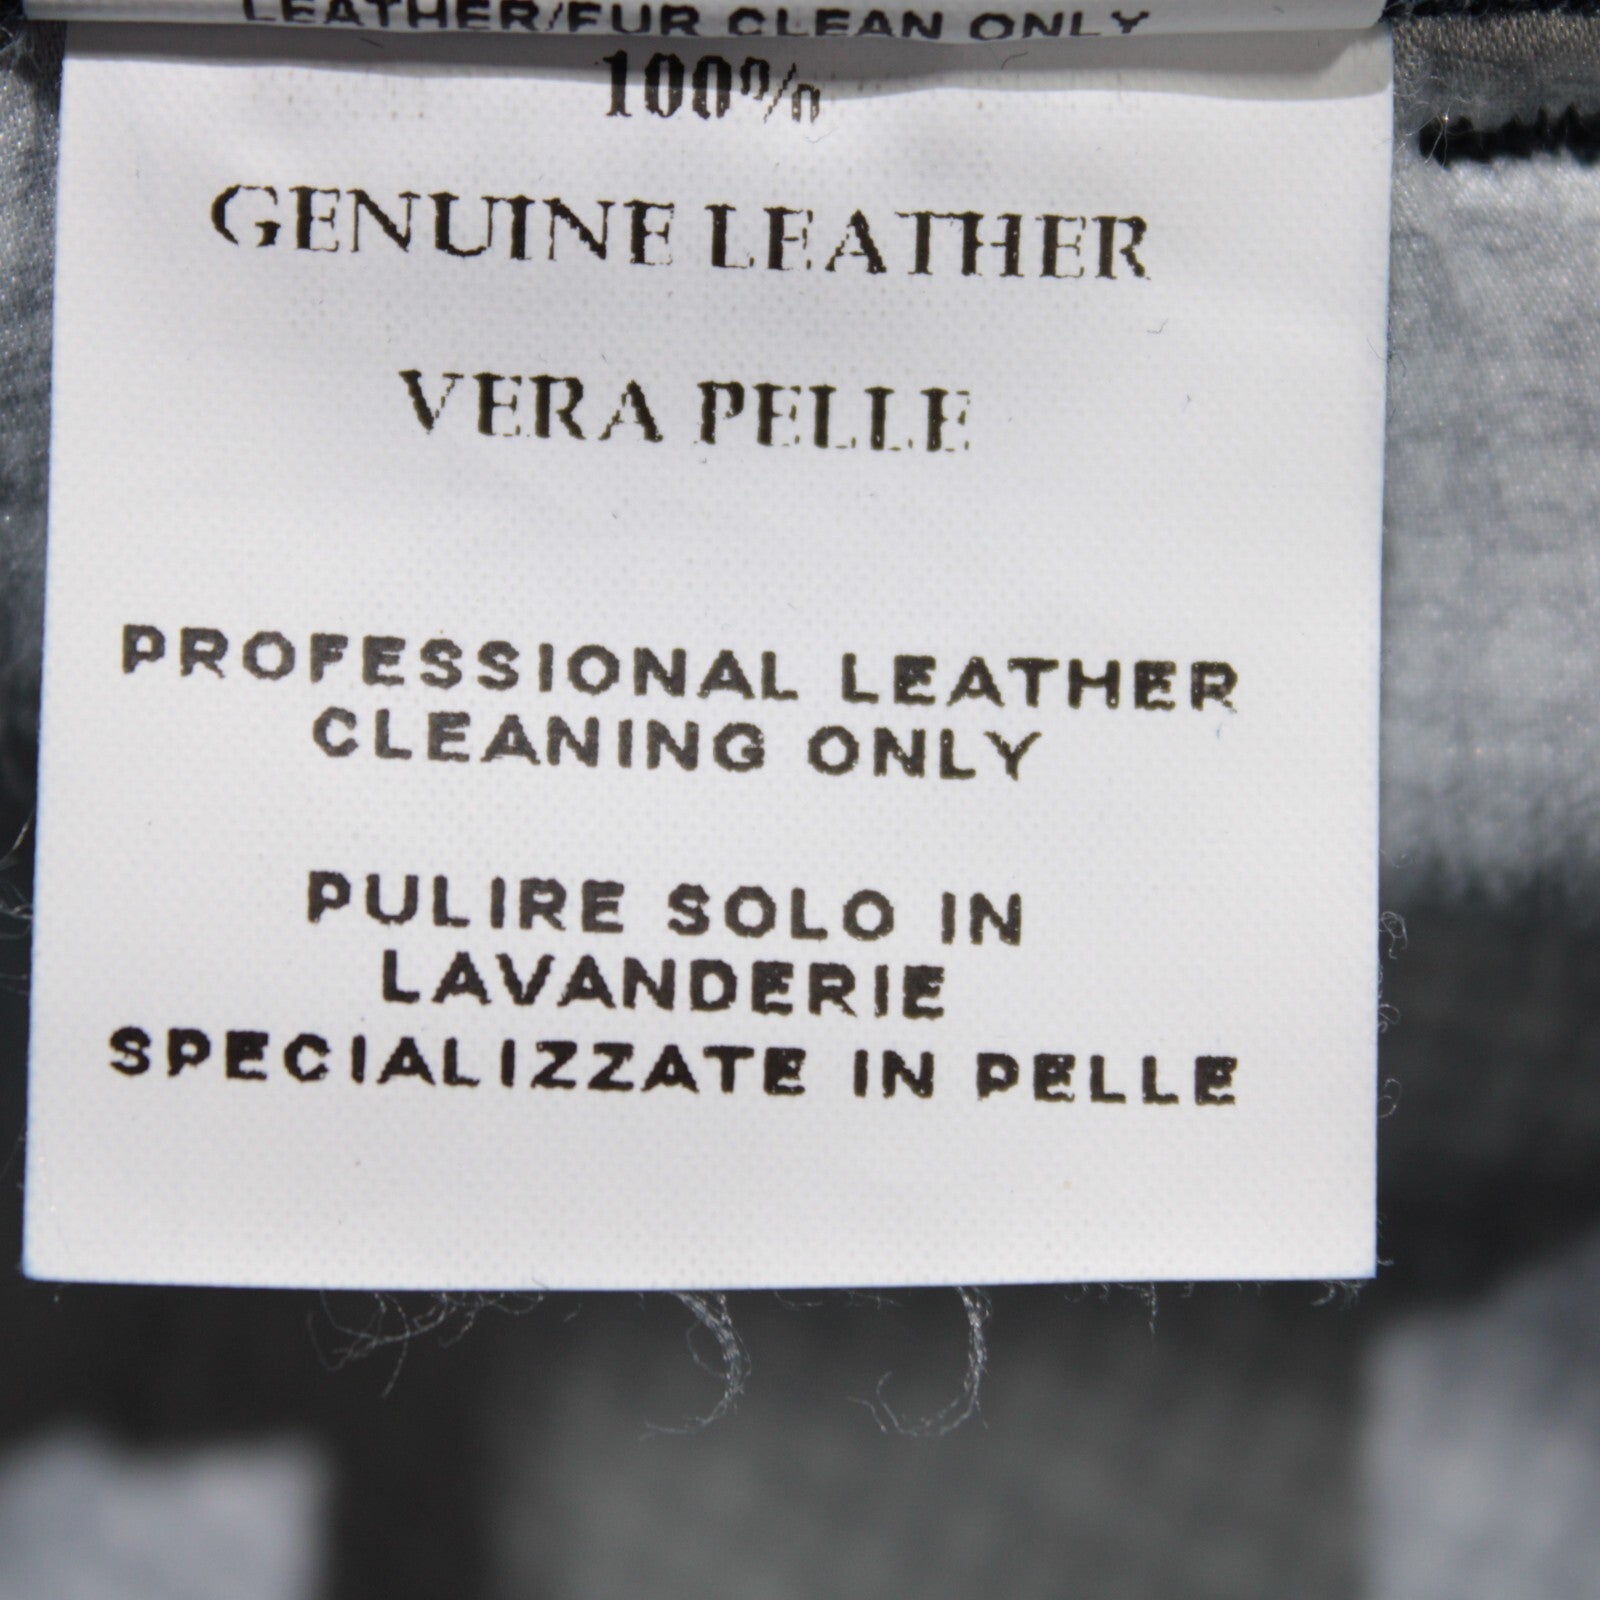 LEATHER/FUR CLEAN ONLY
100%
GENUINE LEATHER
VERA PELLE
PROFESSIONAL LEATHER
CLEANING ONLY
PULIRE SOLO IN
LAVANDERIE
SPECIALIZZATE IN PELLE